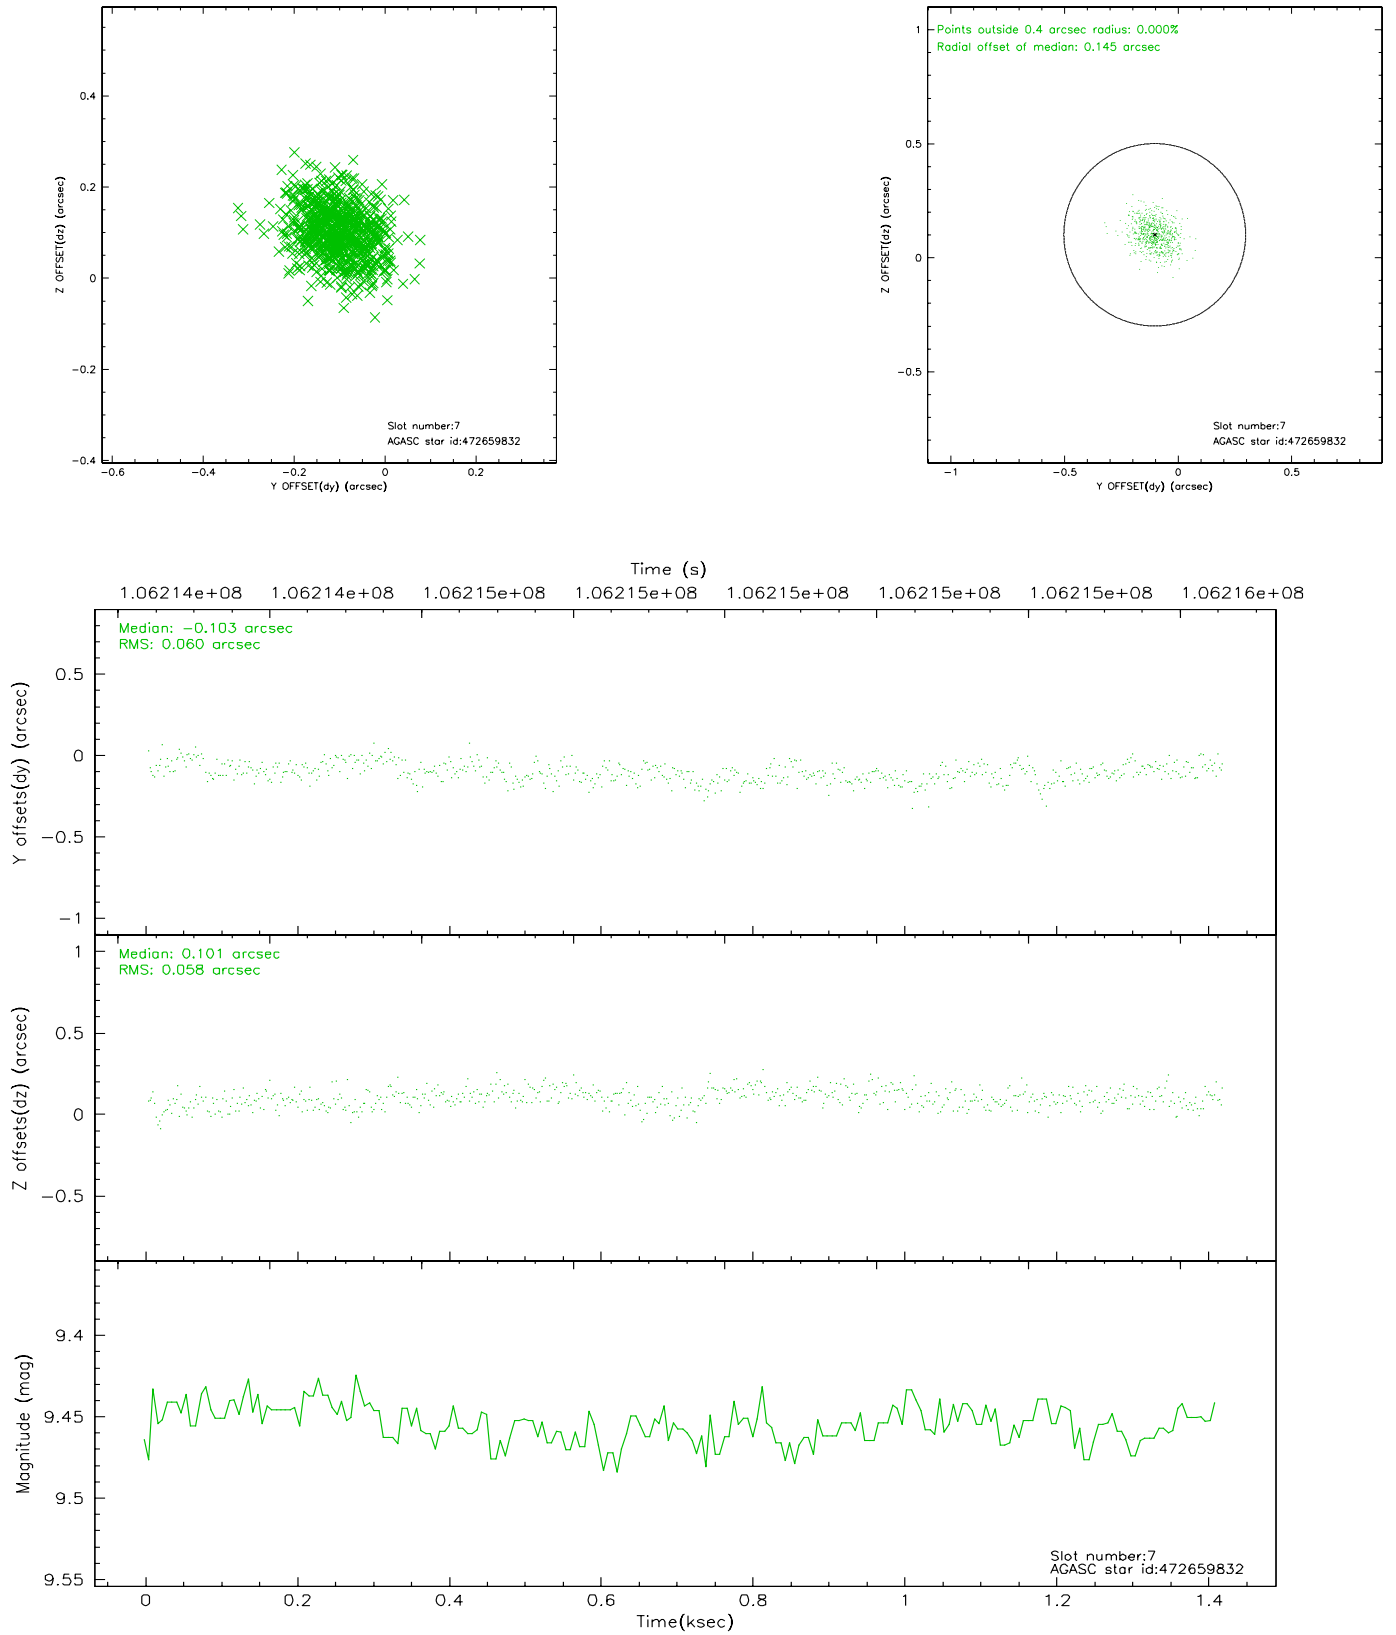 0.4
0.2
0
−0.2
−0.4
Z OFFSET(dz) (arcsec)
Slot number:7
AGASC star id:472659832
−0.6 −0.4 −0.2 0 0.2
Y OFFSET(dy) (arcsec)
Points outside 0.4 arcsec radius: 0.000%
Radial offset of median: 0.145 arcsec
1
0.5
0
−0.5
Z OFFSET(dz) (arcsec)
Slot number:7
AGASC star id:472659832
−1 −0.5 0 0.5
Y OFFSET(dy) (arcsec)
Time (s)
1.06214e+08 1.06214e+08 1.06215e+08 1.06215e+08 1.06215e+08 1.06215e+08 1.06215e+08 1.06216e+08
Median: −0.103 arcsec
RMS: 0.060 arcsec
0.5
0
−0.5
−1
Y offsets(dy) (arcsec)
Median: 0.101 arcsec
RMS: 0.058 arcsec
1
0.5
0
−0.5
Z offsets(dz) (arcsec)
9.4
9.45
9.5
9.55
Magnitude (mag)
Slot number:7
AGASC star id:472659832
0 0.2 0.4 0.6 0.8 1 1.2 1.4
Time(ksec)